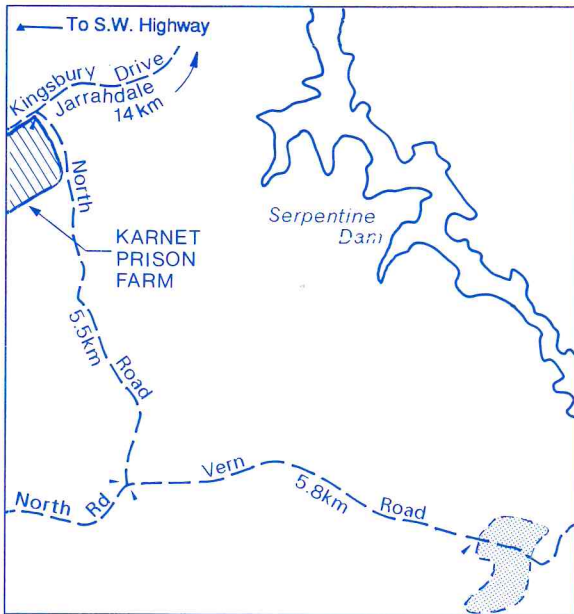 To S.W. Highway
Kingsbury Drive
Jarrahdale
14km
North
Serpentine
Dam
KARNET
PRISON
FARM
5.5km
Road
Vern
5.8km
Road
North Rd